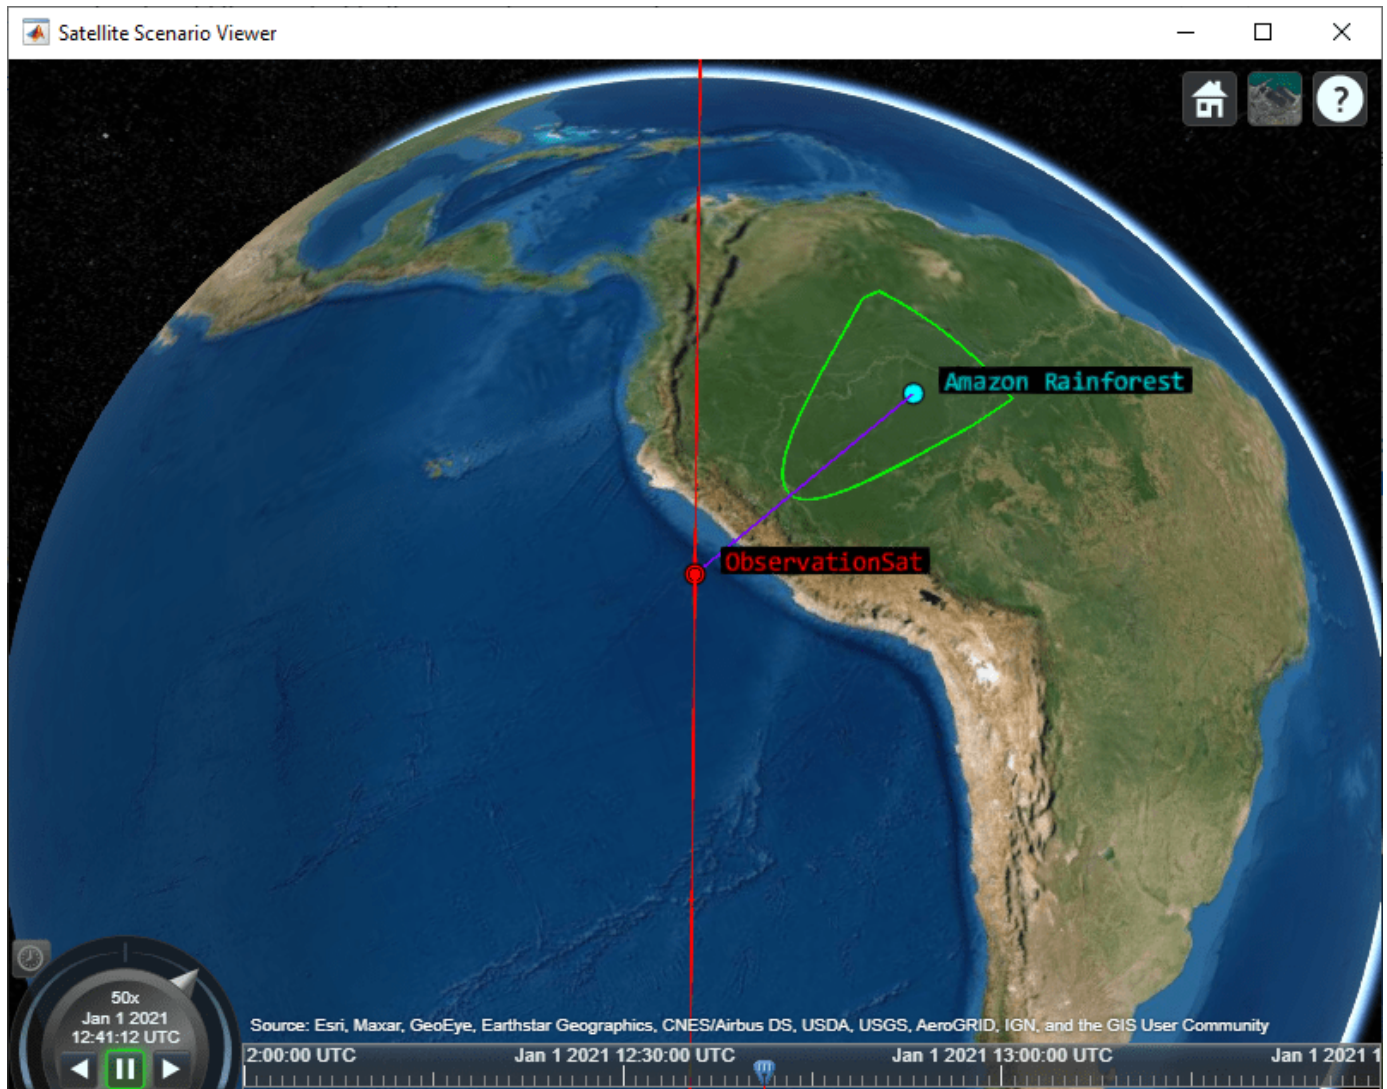 Satellite Scenario Viewer
?
Amazon Rainforest
ObservationSat
50x
Jan 1 2021
12:41:12 UTC
Source: Esri, Maxar, GeoEye, Earthstar Geographics, CNES/Airbus DS, USDA, USGS, AeroGRID, IGN, and the GIS User Community
2:00:00 UTC Jan 1 2021 12:30:00 UTC Jan 1 2021 13:00:00 UTC Jan 1 2021 1